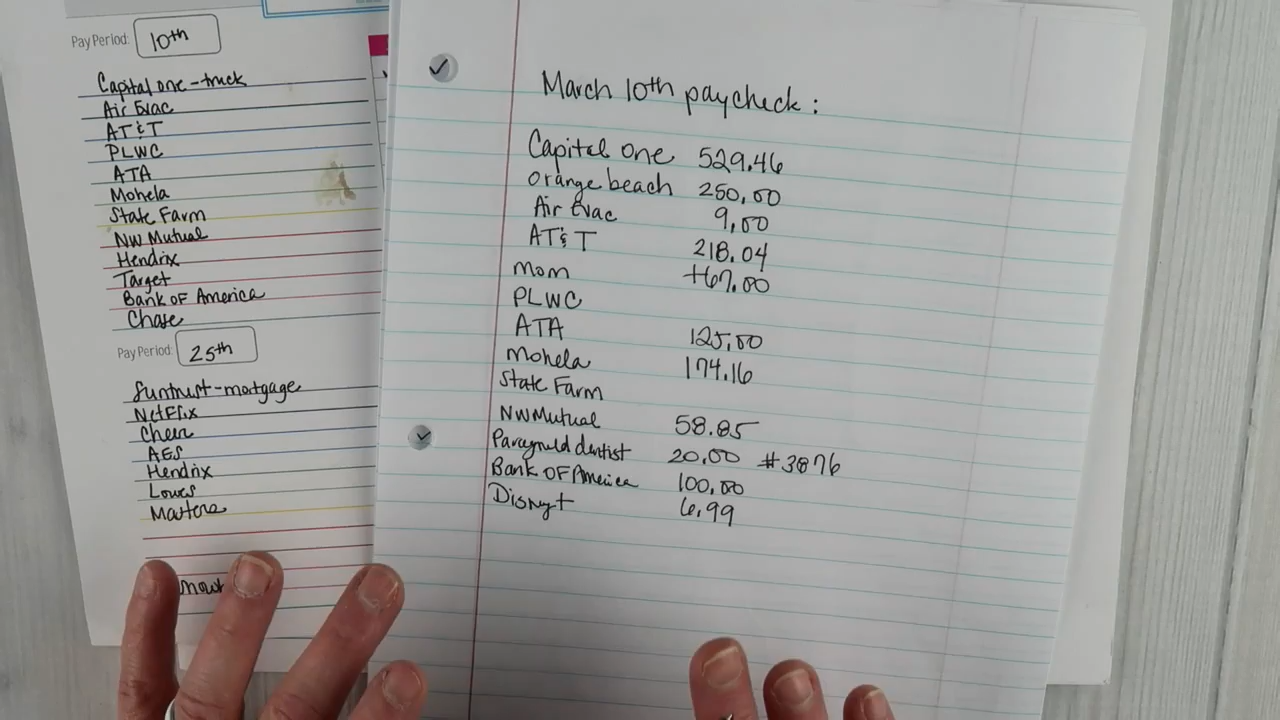 Pay Period: 10th
Capital one - truck
Air Evac
AT&T
PLWC
ATA
Mohela
State Farm
NW Mutual
Hendrix
Target
Bank of America
Chase
Pay Period: 25th
Suntrust - mortgage
Netflix
Cheer
AES
Hendrix
Lowes
March 10th paycheck:
Capital One 529.46
Orange beach 250.00
Air Evac 9.00
AT&T 218.04
Mom +67.00
PLWC
ATA 125.00
Mohela 174.16
State Farm
NW Mutual 58.85
Paragould dentist 20.00 #3876
Bank of America 100.00
Disney+ 6.99